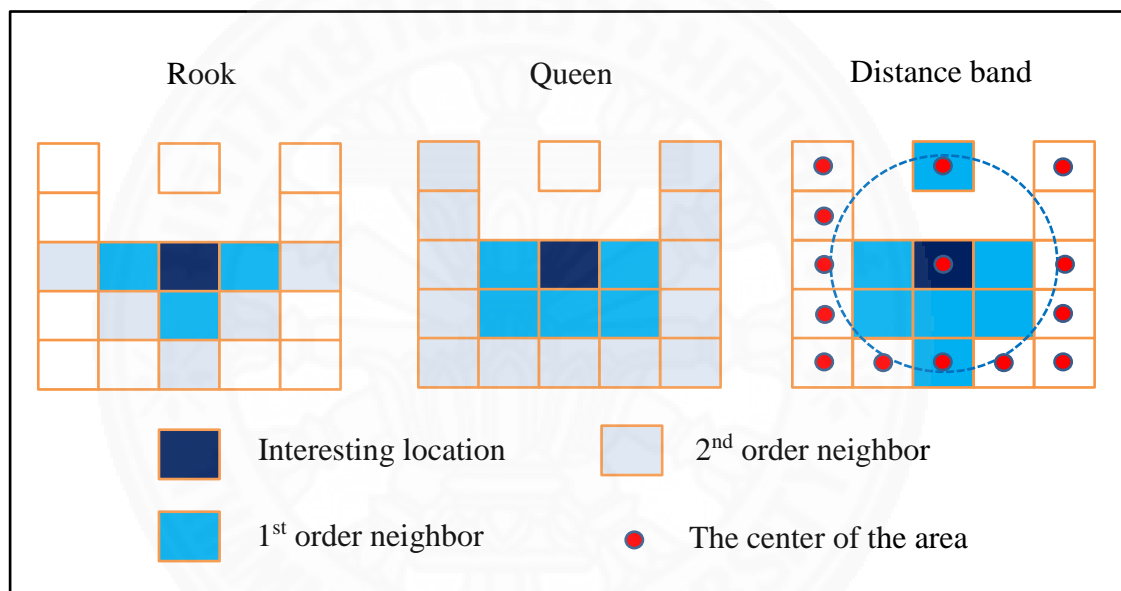 Rook
Queen
Distance band
Interesting location
2nd order neighbor
1st order neighbor
The center of the area